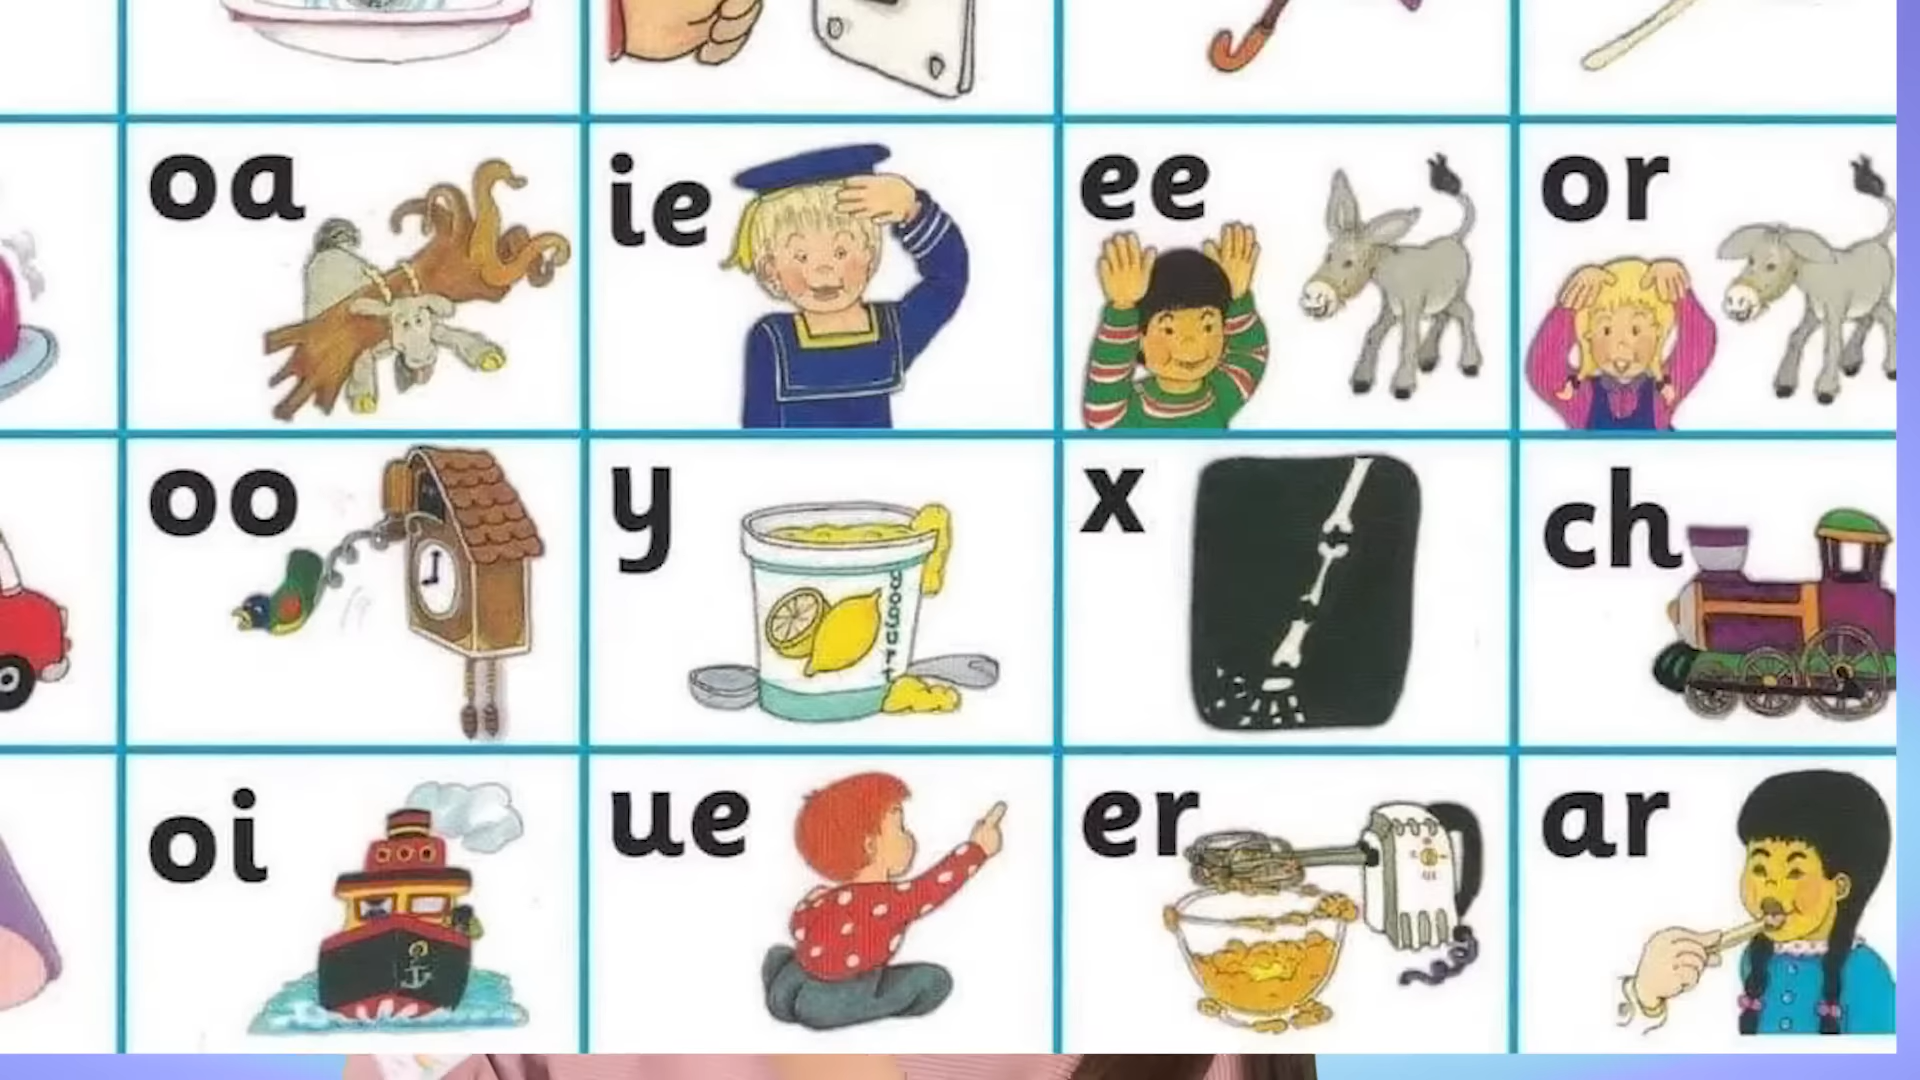 oa ie ee or
oo y x ch
oi ue er ar